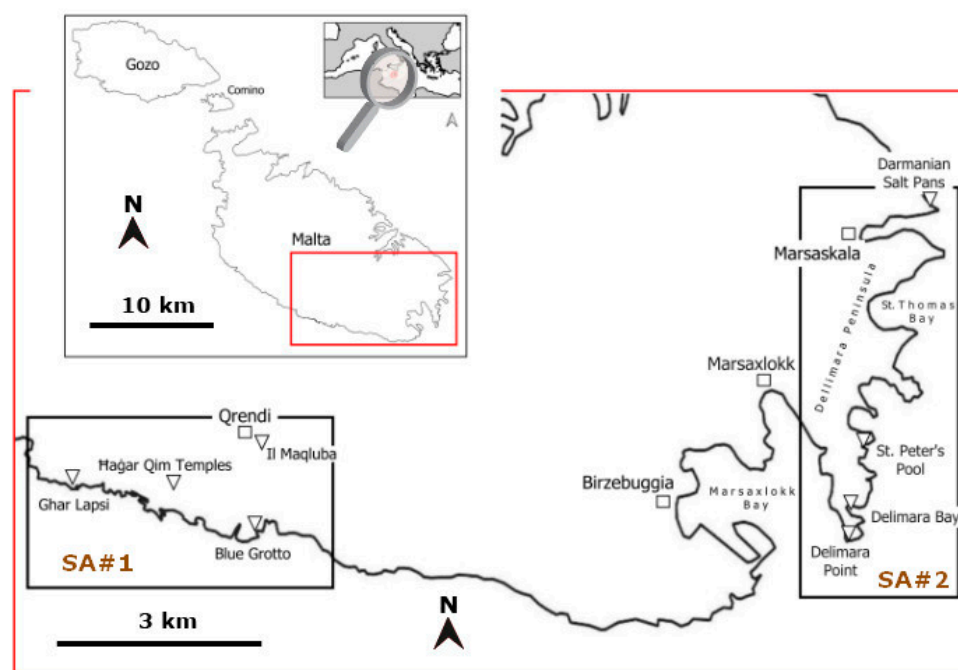 Gozo
Comino
A
N
Malta
10 km
Darmanian
Salt Pans
Marsaskala
Dellimara Peninsula
St. Thomas
Bay
Marsaxlokk
Qrendi
Il Maqluba
Ħaġar Qim Temples
Ghar Lapsi
Blue Grotto
SA#1
Birzebuggia
Marsaxlokk
Bay
St. Peter's
Pool
Delimara Bay
Delimara
Point
SA#2
N
3 km